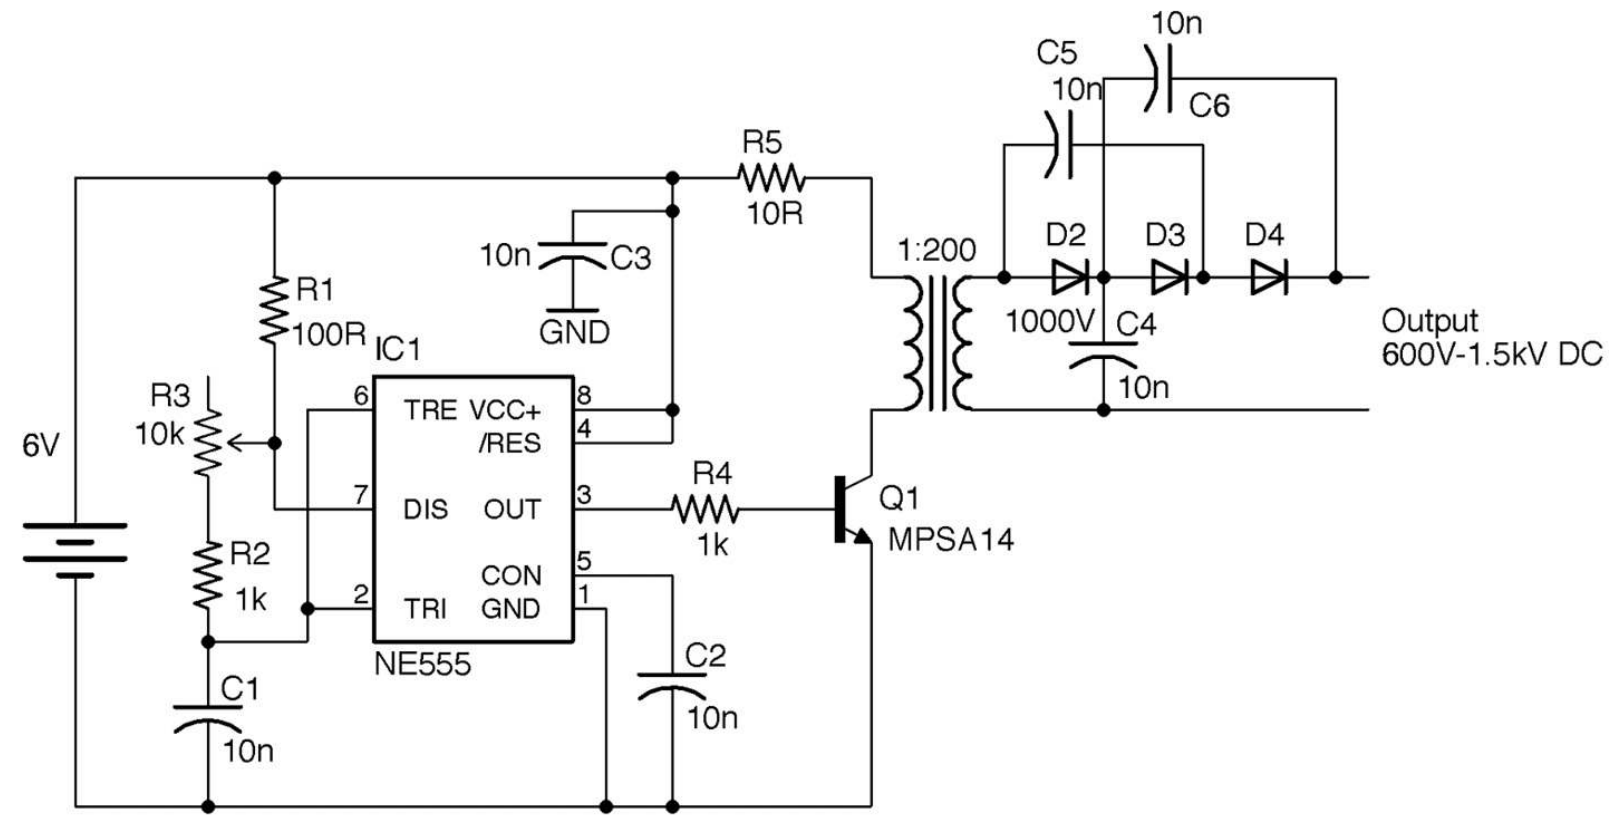 10n
C5
10n
C6
R5
10R
1:200
D2
D3
D4
10n
C3
GND
1000V
C4
10n
Output
600V-1.5kV DC
R1
100R
IC1
R3
10k
6V
6
TRE
VCC+
8
/RES
4
7
DIS
OUT
3
R4
1k
Q1
MPSA14
R2
1k
CON
5
2
TRI
GND
1
NE555
C1
10n
C2
10n